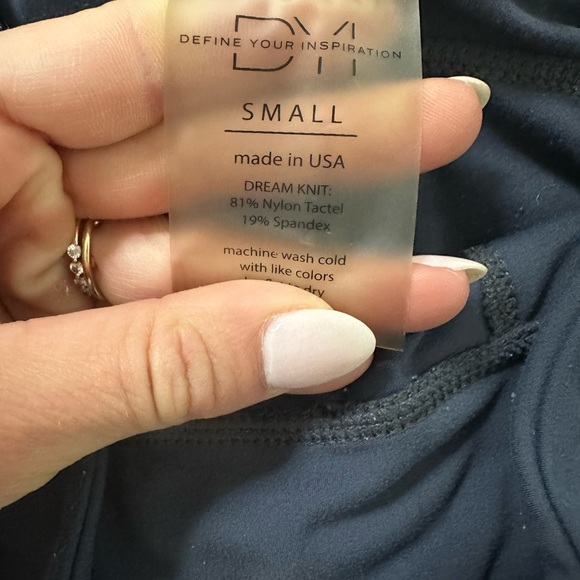 DYI
DEFINE YOUR INSPIRATION
SMALL
made in USA
DREAM KNIT:
81% Nylon Tactel
19% Spandex
machine wash cold
with like colors
dry